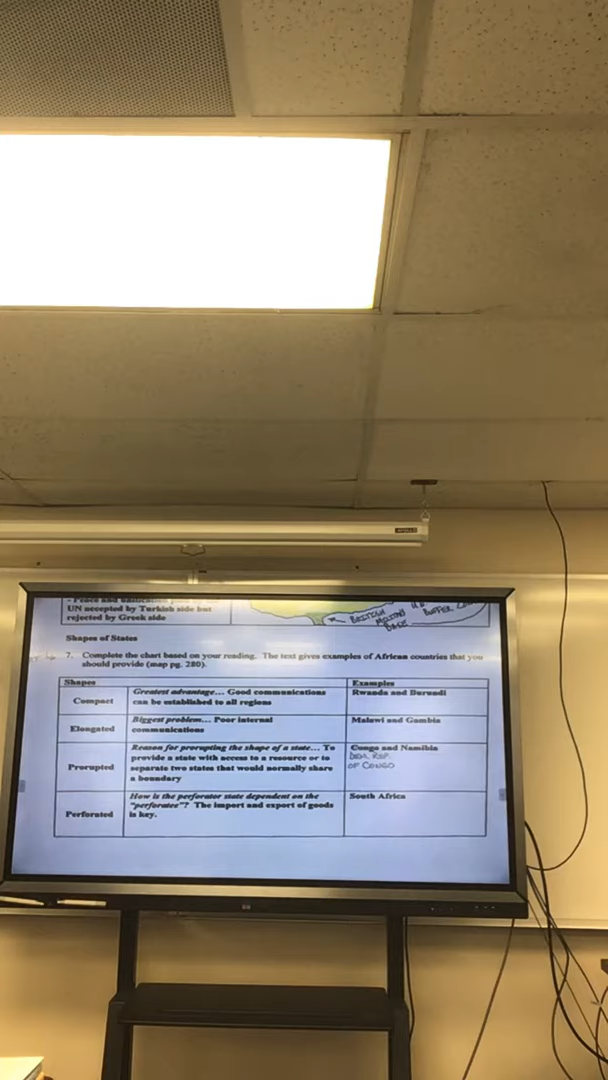 UN accepted by Turkish side but
rejected by Greek side
BRITISH
MILITARY
BASE
BUFFER
Shapes of States
7. Complete the chart based on your reading. The text gives examples of African countries that you
should provide (map pg. 280).
Shapes
Examples
Compact
Greatest advantage... Good communications
can be established to all regions
Rwanda and Burundi
Elongated
Biggest problem... Poor internal
communications
Malawi and Gambia
Prorupted
Reason for prorupting the shape of a state... To
provide a state with access to a resource or to
separate two states that would normally share
a boundary
Congo and Namibia
DEM. REP.
OF CONGO
Perforated
How is the perforator state dependent on the
"perforatee"? The import and export of goods
is key.
South Africa